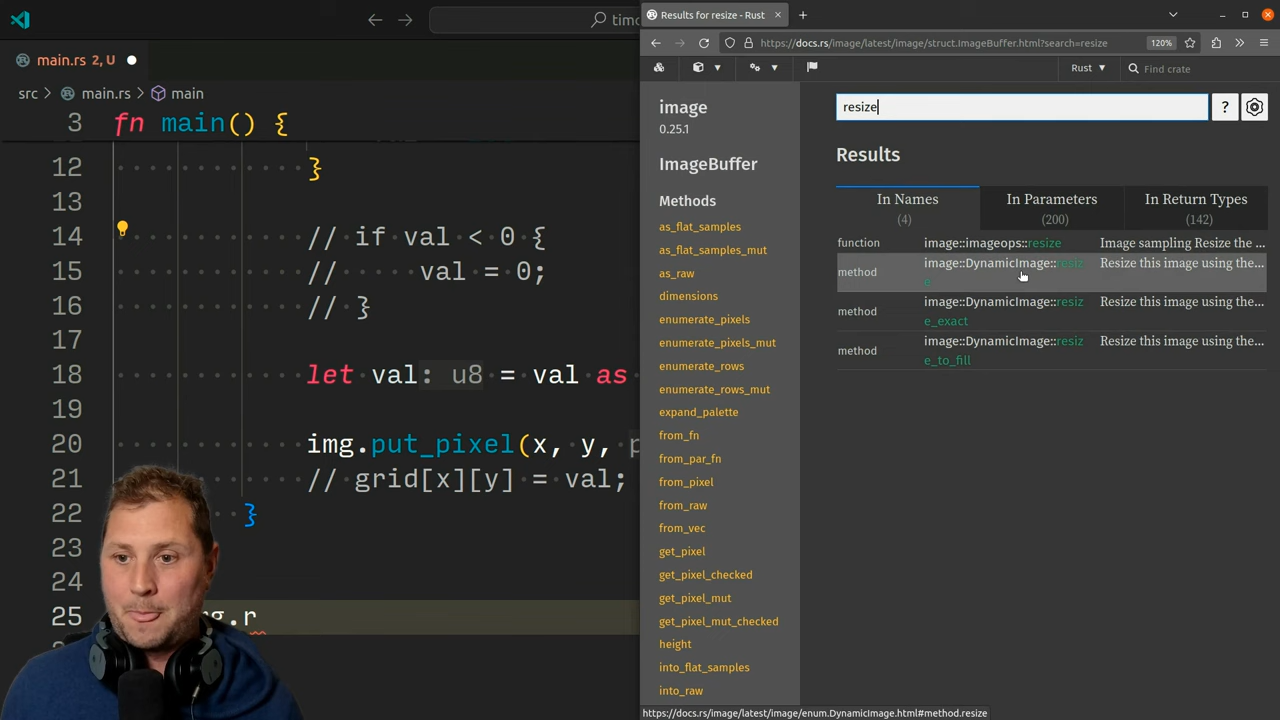 timo
main.rs 2, U
src > main.rs > main
3 fn main() {
12 }
13
14 // if val < 0 {
15 // val = 0;
16 // }
17
18 let val: u8 = val as
19
20 img.put_pixel(x, y, p
21 // grid[x][y] = val;
22 }
23
24
25 .r
Results for resize - Rust
https://docs.rs/image/latest/image/struct.ImageBuffer.html?search=resize
120%
Rust
Find crate
image
0.25.1
ImageBuffer
Methods
as_flat_samples
as_flat_samples_mut
as_raw
dimensions
enumerate_pixels
enumerate_pixels_mut
enumerate_rows
enumerate_rows_mut
expand_palette
from_fn
from_par_fn
from_pixel
from_raw
from_vec
get_pixel
get_pixel_checked
get_pixel_mut
get_pixel_mut_checked
height
into_flat_samples
into_raw
resize
?
Results
In Names
(4)
In Parameters
(200)
In Return Types
(142)
function image::imageops::resize Image sampling Resize the ...
method image::DynamicImage::resiz Resize this image using the...
e
method image::DynamicImage::resiz Resize this image using the...
e_exact
method image::DynamicImage::resiz Resize this image using the...
e_to_fill
https://docs.rs/image/latest/image/enum.DynamicImage.html#method.resize